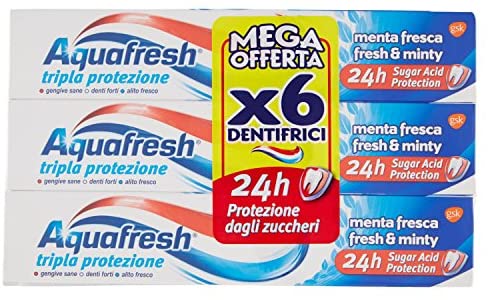 Aquafresh
tripla protezione
gengive sane denti forti alito fresco
menta fresca
fresh & minty
24h Sugar Acid
Protection
gsk
Aquafresh
tripla protezione
gengive sane denti forti alito fresco
menta fresca
fresh & minty
24h Sugar Acid
Protection
gsk
Aquafresh
tripla protezione
gengive sane denti forti alito fresco
menta fresca
fresh & minty
24h Sugar Acid
Protection
gsk
MEGA
OFFERTA
x6
DENTIFRICI
24h
Protezione
dagli zuccheri